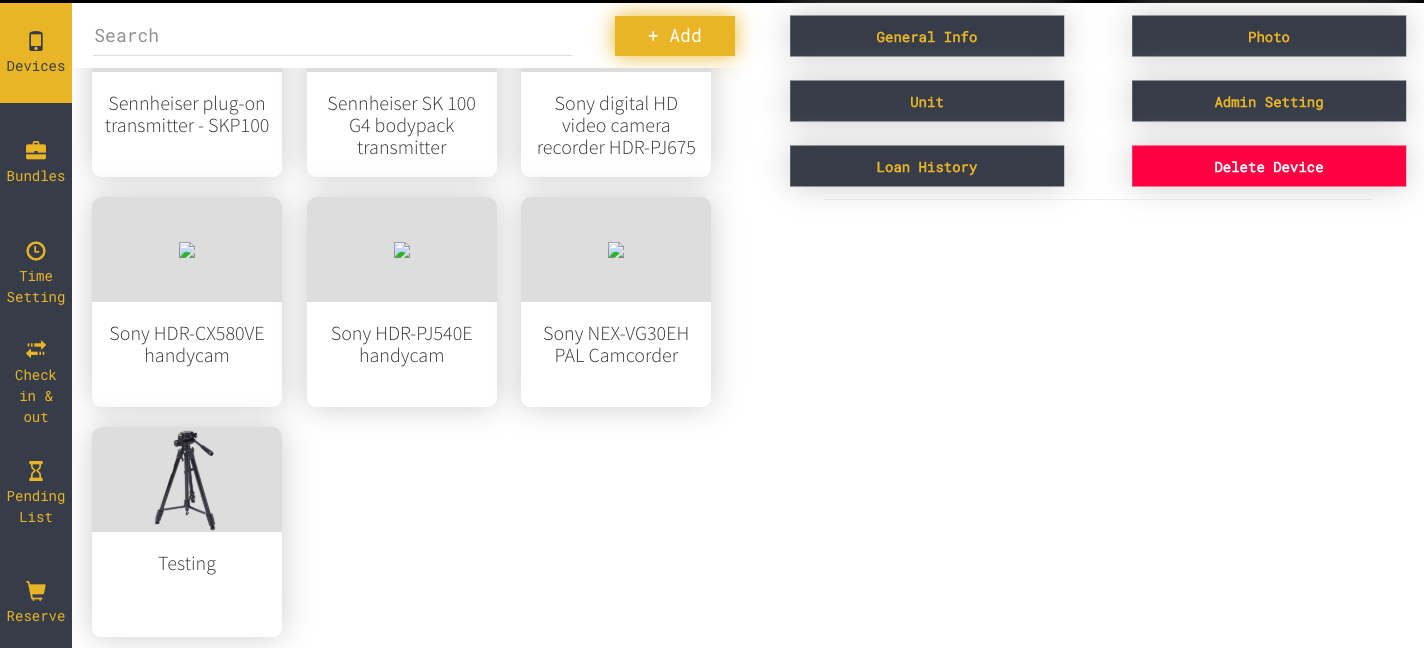 Devices
Bundles
Time
Setting
Check
in &
out
Pending
List
Reserve
Search
+ Add
Sennheiser plug-on
transmitter - SKP100
Sennheiser SK 100
G4 bodypack
transmitter
Sony digital HD
video camera
recorder HDR-PJ675
Sony HDR-CX580VE
handycam
Sony HDR-PJ540E
handycam
Sony NEX-VG30EH
PAL Camcorder
Testing
General Info
Photo
Unit
Admin Setting
Loan History
Delete Device